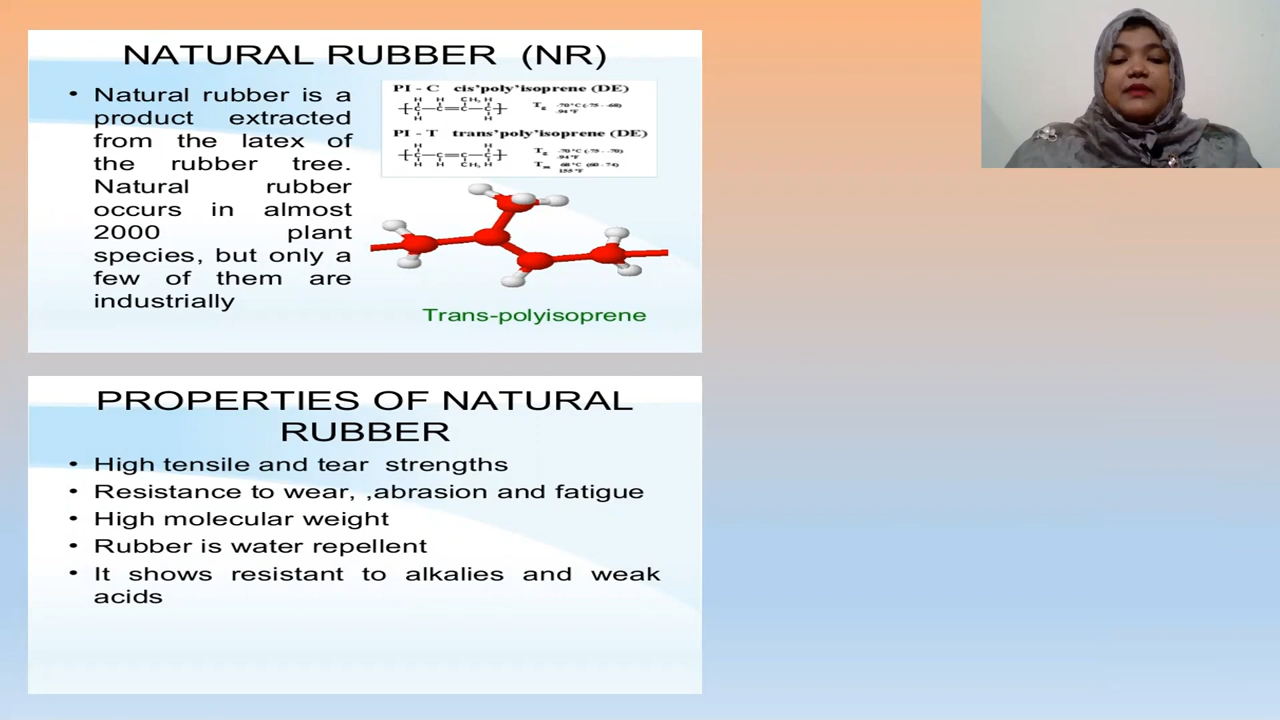 NATURAL RUBBER (NR)
• Natural rubber is a
product extracted
from the latex of
the rubber tree.
Natural rubber
occurs in almost
2000 plant
species, but only a
few of them are
industrially
PI - C cis'poly'isoprene (DE)
PI - T trans'poly'isoprene (DE)
Trans-polyisoprene
PROPERTIES OF NATURAL
RUBBER
• High tensile and tear strengths
• Resistance to wear, ,abrasion and fatigue
• High molecular weight
• Rubber is water repellent
• It shows resistant to alkalies and weak
acids